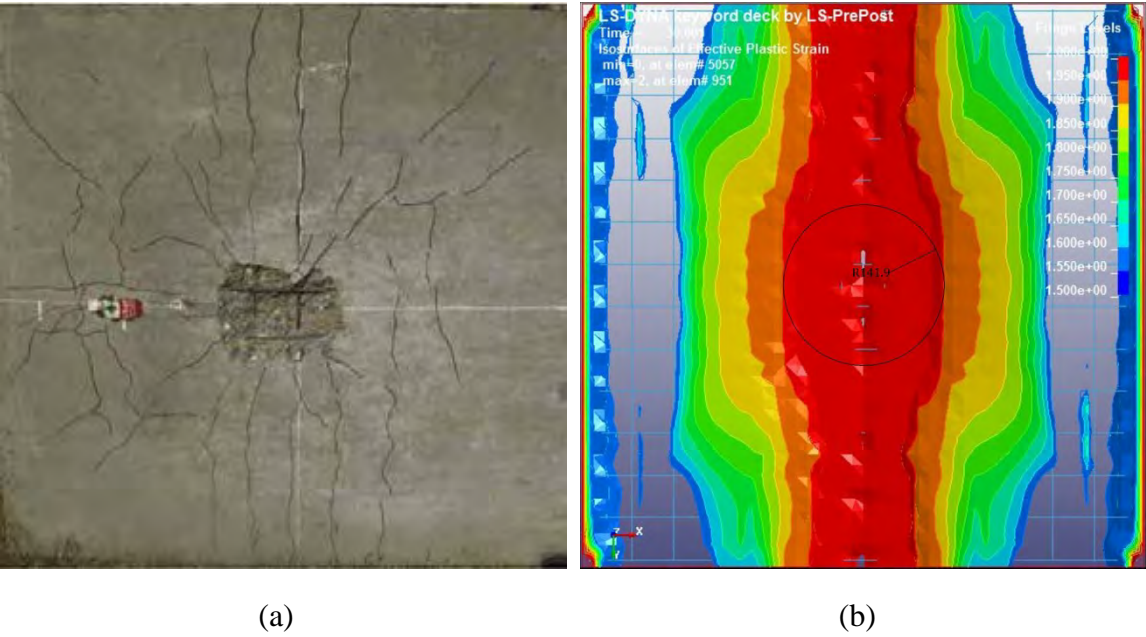 LS-DYNA keyword deck by LS-PrePost
Time =
Isosurfaces of Effective Plastic Strain
min=0, at elem# 5057
max=2, at elem# 951
Fringe Levels
2.000e+00
1.950e+00
1.900e+00
1.850e+00
1.800e+00
1.750e+00
1.700e+00
1.650e+00
1.600e+00
1.550e+00
1.500e+00
R141.9
Z X
Y
(a) (b)